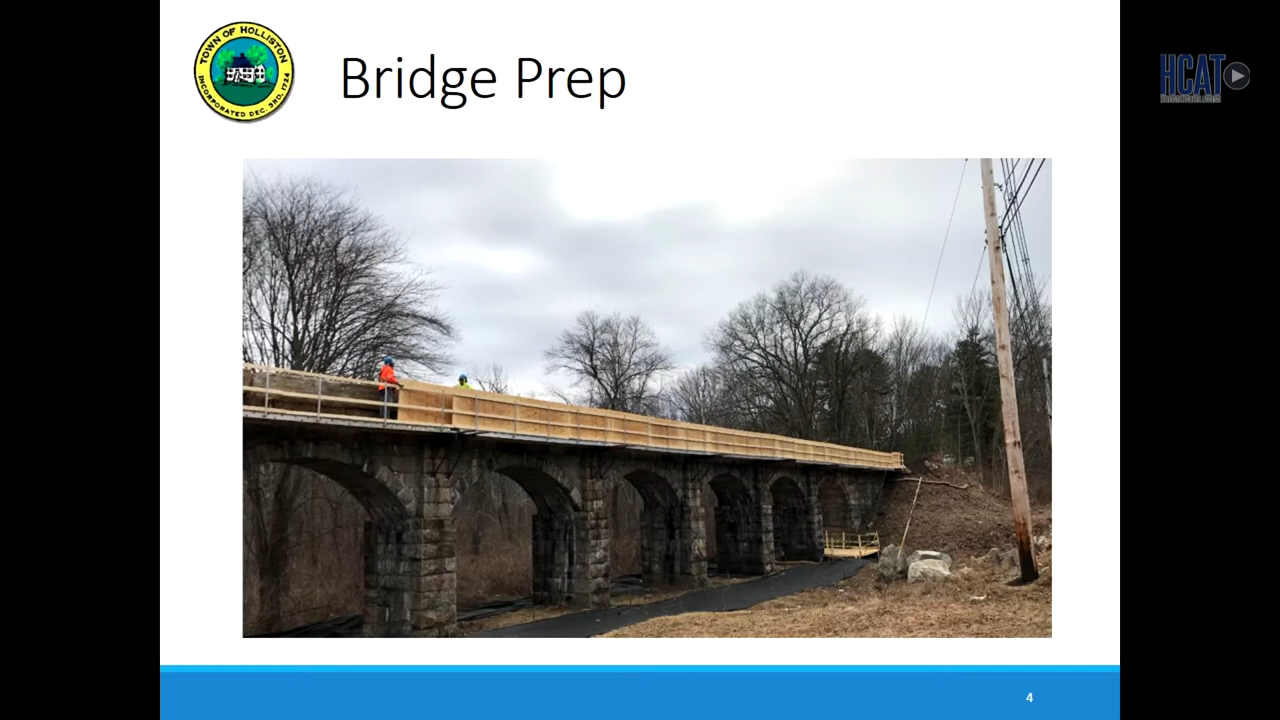 TOWN OF HOLLISTON
INCORPORATED DEC. 3RD, 1724
Bridge Prep
HCAT
4